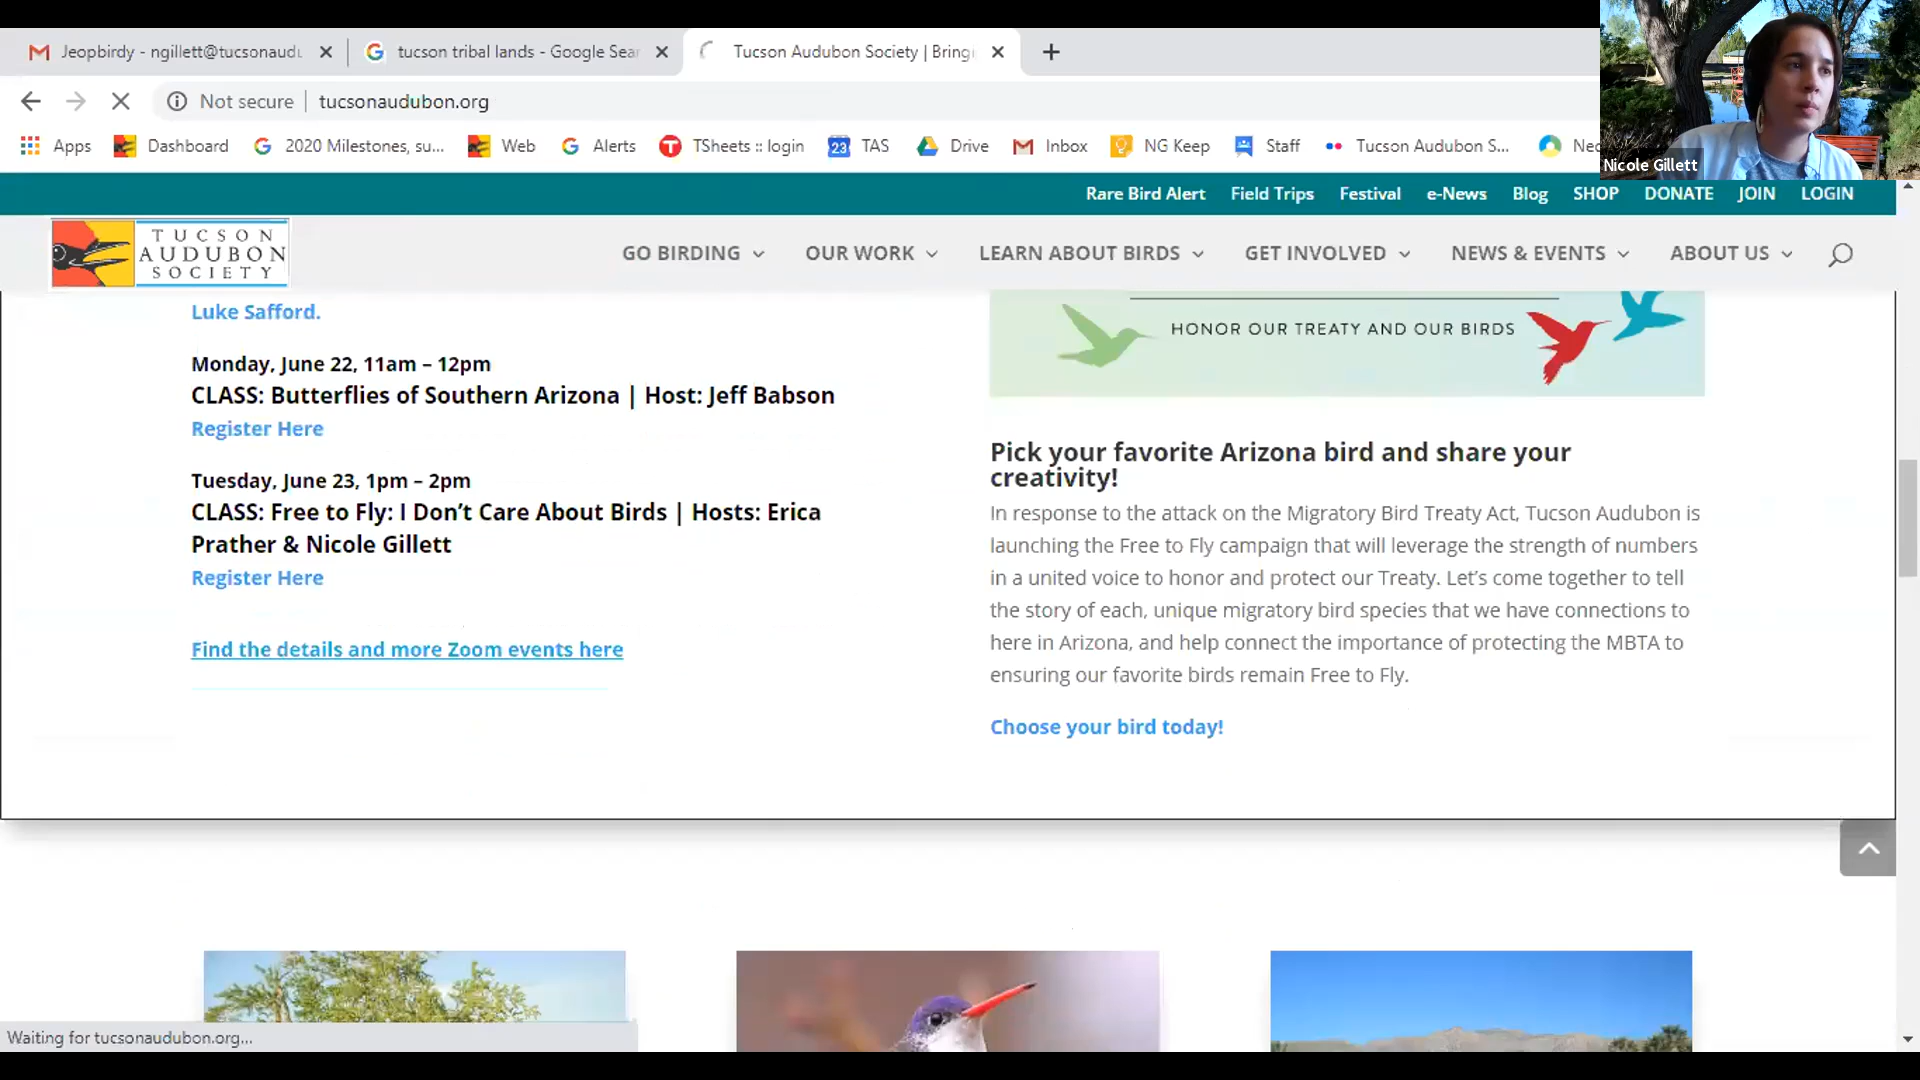 Jeopbirdy - ngillett@tucsonaudu
tucson tribal lands - Google Sear
Tucson Audubon Society | Bringi
Not secure
tucsonaudubon.org
Apps
Dashboard
2020 Milestones, su...
Web
Alerts
TSheets :: login
23
TAS
Drive
Inbox
NG Keep
Staff
Tucson Audubon S...
Nicole Gillett
Rare Bird Alert
Field Trips
Festival
e-News
Blog
SHOP
DONATE
JOIN
LOGIN
TUCSON
AUDUBON
SOCIETY
GO BIRDING
OUR WORK
LEARN ABOUT BIRDS
GET INVOLVED
NEWS & EVENTS
ABOUT US
Luke Safford.
Monday, June 22, 11am – 12pm
CLASS: Butterflies of Southern Arizona | Host: Jeff Babson
Register Here
Tuesday, June 23, 1pm – 2pm
CLASS: Free to Fly: I Don’t Care About Birds | Hosts: Erica
Prather & Nicole Gillett
Register Here
Find the details and more Zoom events here
HONOR OUR TREATY AND OUR BIRDS
Pick your favorite Arizona bird and share your
creativity!
In response to the attack on the Migratory Bird Treaty Act, Tucson Audubon is
launching the Free to Fly campaign that will leverage the strength of numbers
in a united voice to honor and protect our Treaty. Let’s come together to tell
the story of each, unique migratory bird species that we have connections to
here in Arizona, and help connect the importance of protecting the MBTA to
ensuring our favorite birds remain Free to Fly.
Choose your bird today!
Waiting for tucsonaudubon.org...